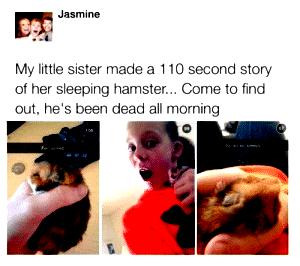 Jasmine
My little sister made a 110 second story
of her sleeping hamster... Come to find
out, he's been dead all morning